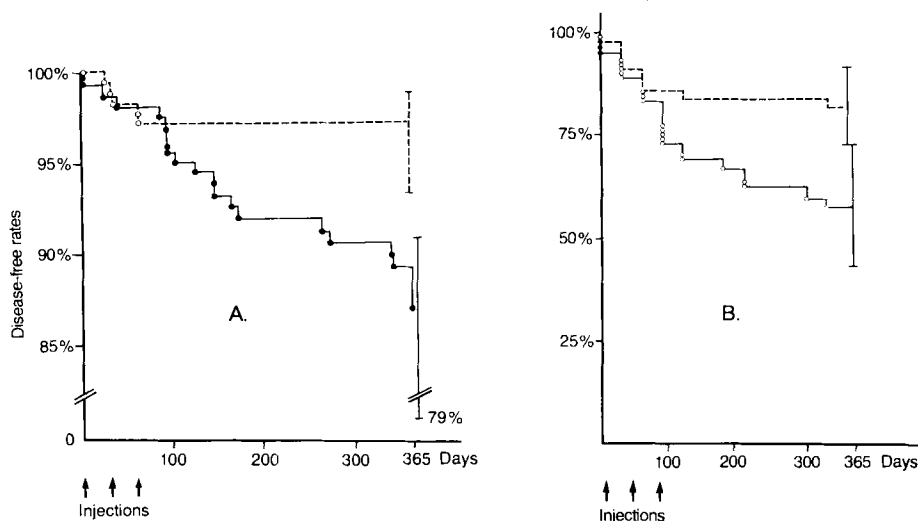 100%
95%
90%
85%
0
Disease-free rates
A.
79%
100 200 300 365 Days
Injections
100%
75%
50%
25%
B.
100 200 300 365 Days
Injections